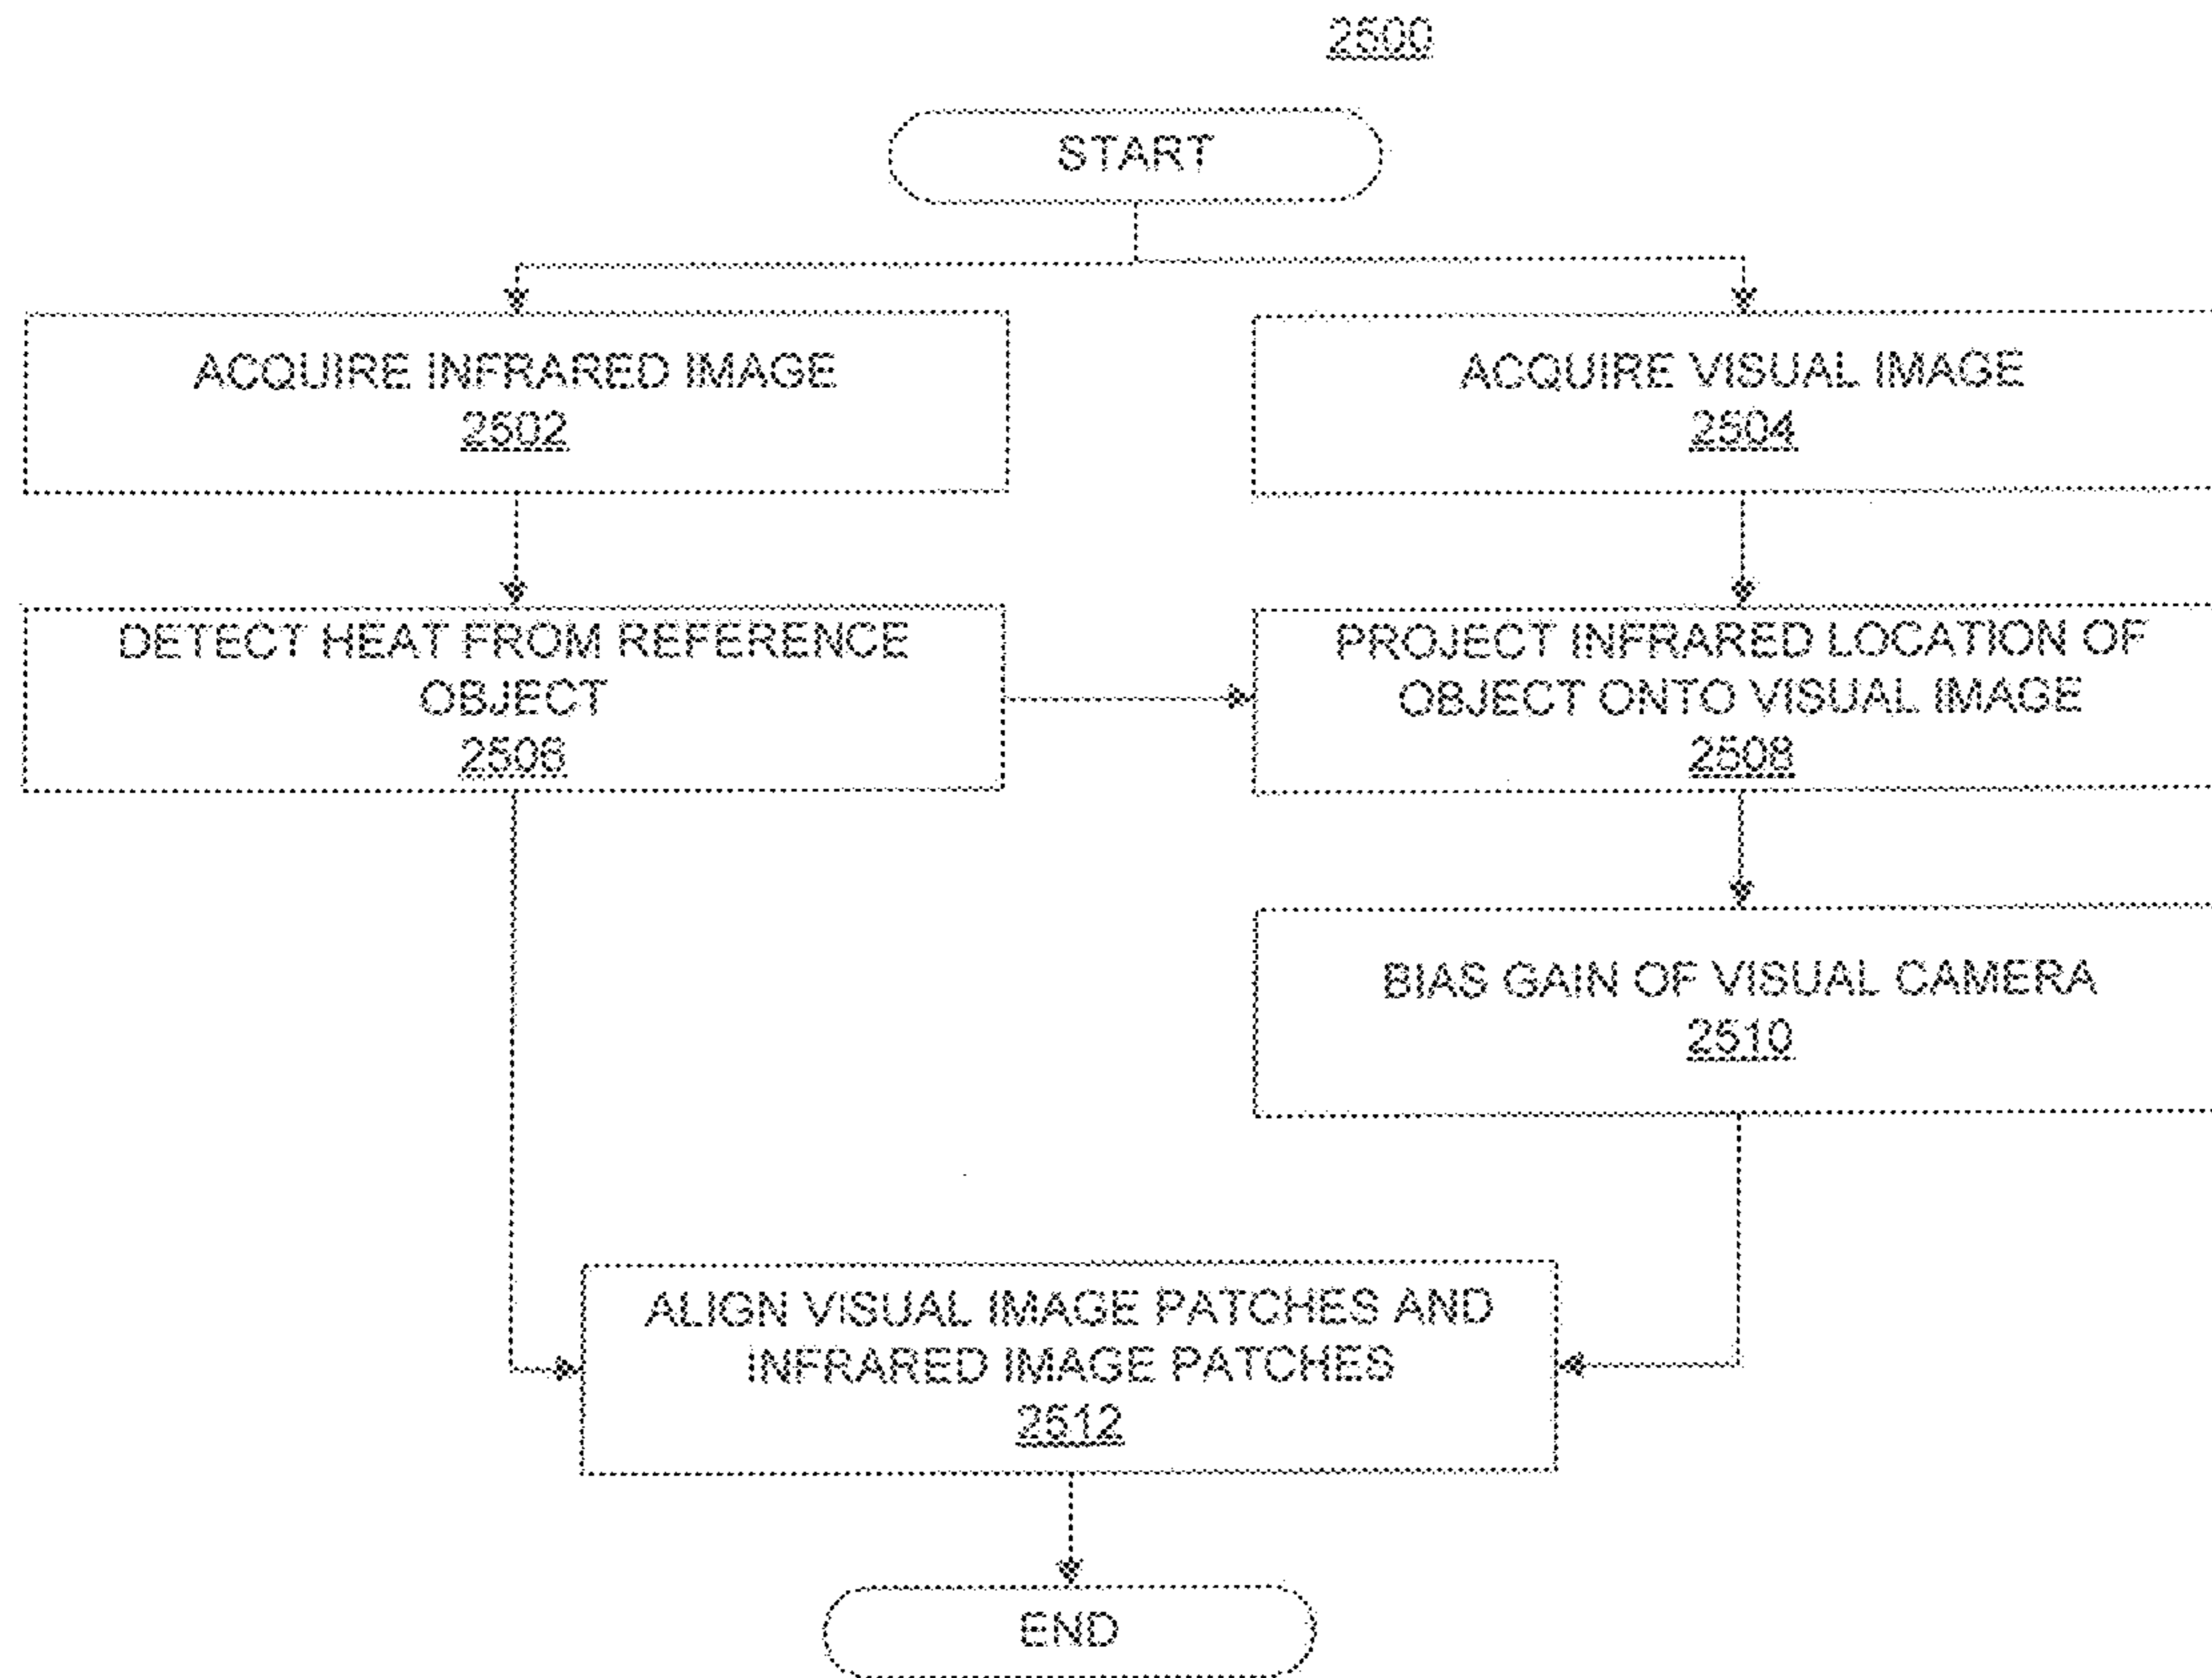 2500
START
ACQUIRE INFRARED IMAGE
2502
ACQUIRE VISUAL IMAGE
2504
DETECT HEAT FROM REFERENCE
OBJECT
2506
PROJECT INFRARED LOCATION OF
OBJECT ONTO VISUAL IMAGE
2508
BIAS GAIN OF VISUAL CAMERA
2510
ALIGN VISUAL IMAGE PATCHES AND
INFRARED IMAGE PATCHES
2512
END